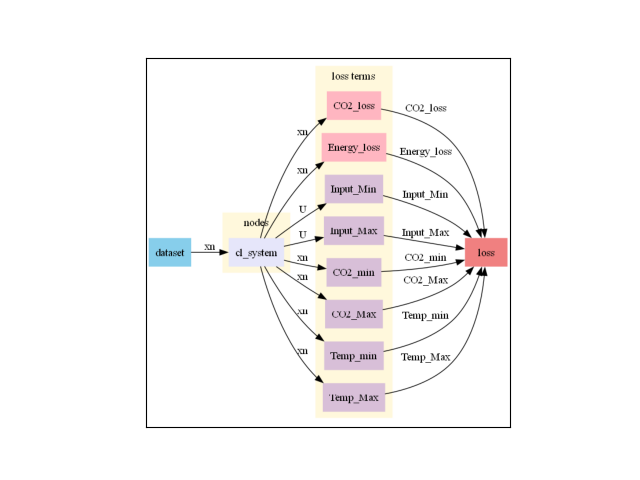 loss terms
CO2_loss
CO2_loss
xn
Energy_loss
Energy_loss
xn
Input_Min
Input_Min
U
nodes
Input_Max
Input_Max
U
dataset
xn
cl_system
loss
xn
CO2_min
CO2_min
xn
CO2_Max
CO2_Max
xn
Temp_min
Temp_min
xn
Temp_Max
Temp_Max